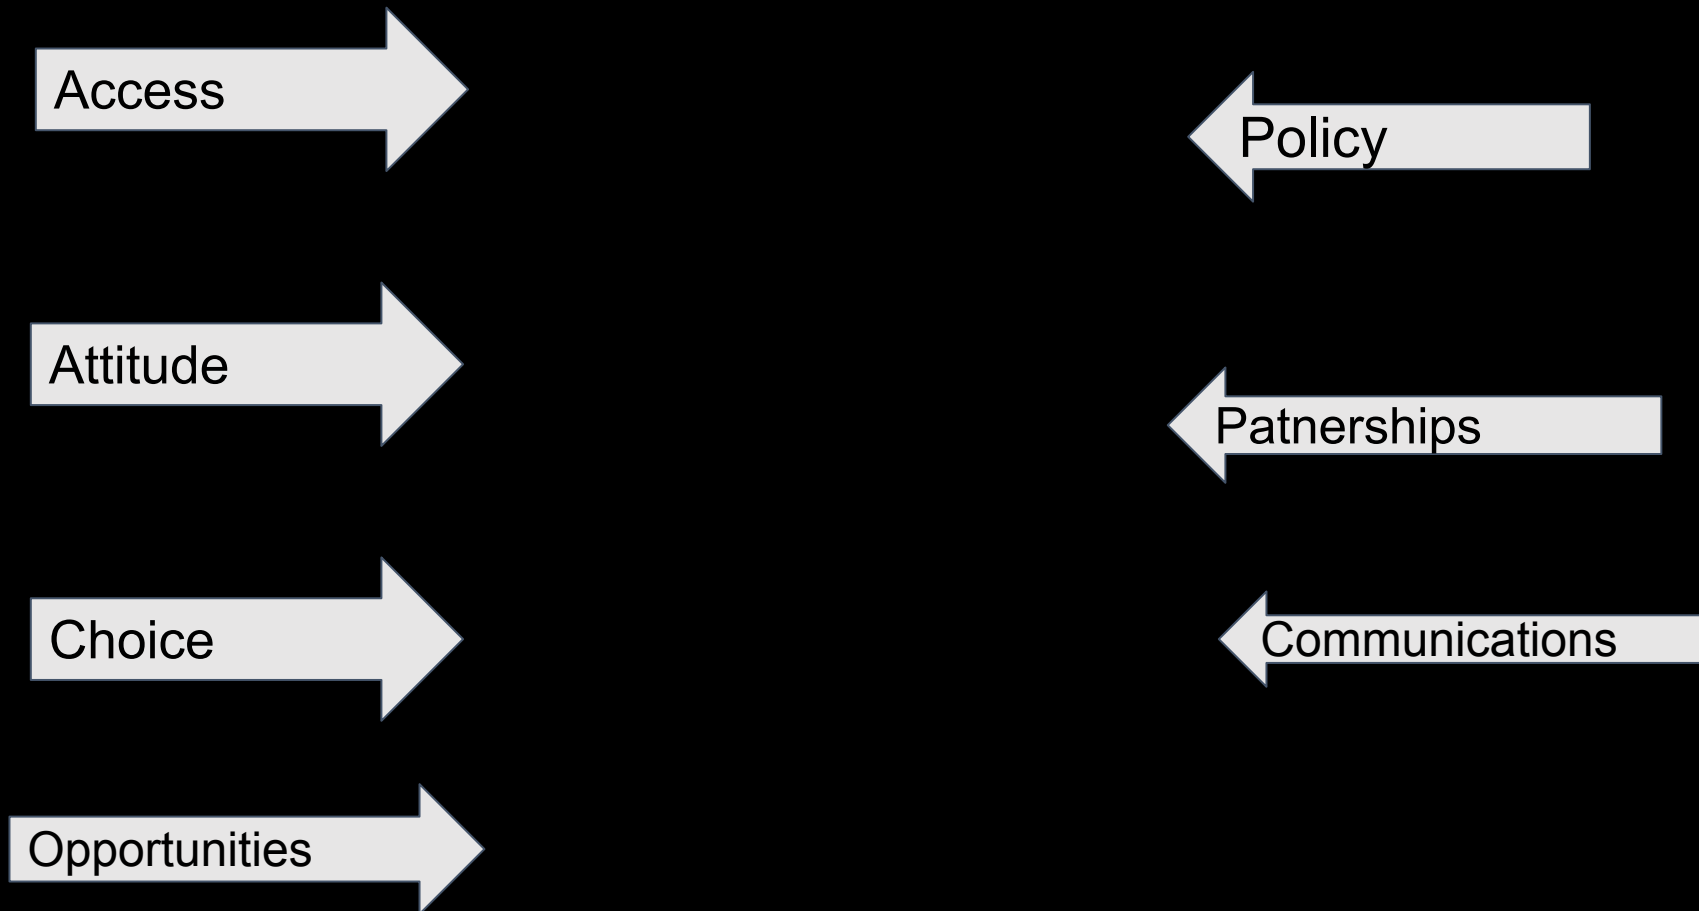 Access
Policy
Attitude
Patnerships
Choice
Communications
Opportunities